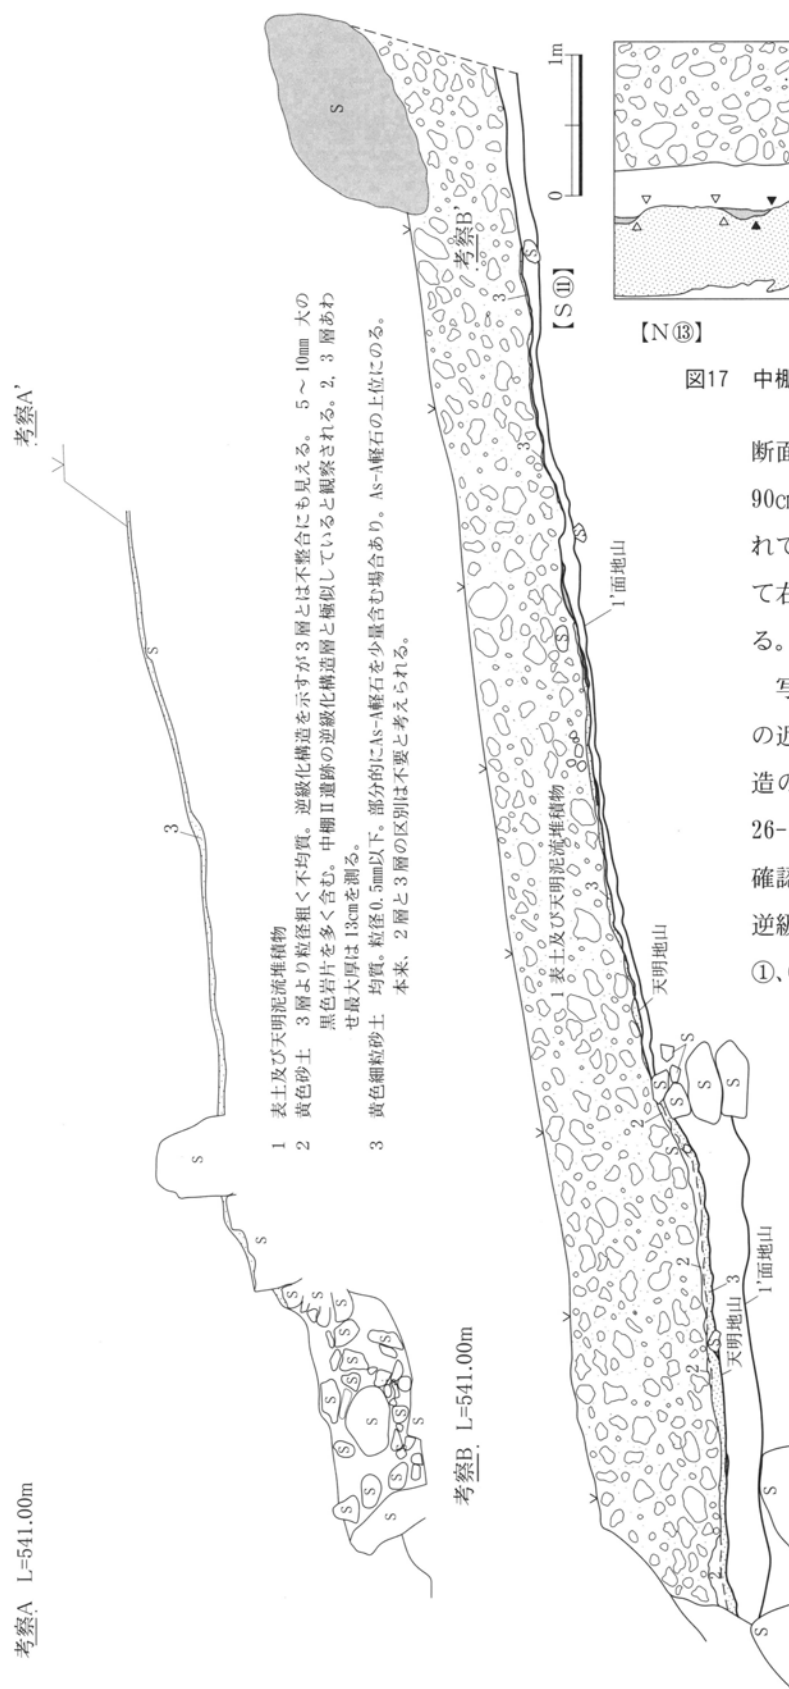 考察A L=541.00m
考察A'
3
S
S
S
1 表土及び天明泥流堆積物
2 黄色砂土 3層より粒径粗く不均質。逆級化構造を示すが3層とは不整合にも見える。 5～10mm 大の
黒色岩片を多く含む。中棚Ⅱ遺跡の逆級化構造層と極似していると観察される。2, 3 層あわ
せ最大厚は13cmを測る。
3 黄色細粒砂土 均質。粒径0.5mm以下。部分的にAs-A軽石を少量含む場合あり。As-A軽石の上位にのる。
本来、2層と3層の区別は不要と考えられる。
考察B L=541.00m
考察B'
1 表土及び天明泥流堆積物
天明地山
1'面地山
天明地山
1'面地山
2
2
2
2
3
3
3
3
S
S
S
0 1m
【S⑪】
【N⑬】
図17 中棚
断面
90cm
れて
て右
る。
写
の近
造の
26-
確認
逆級
①、